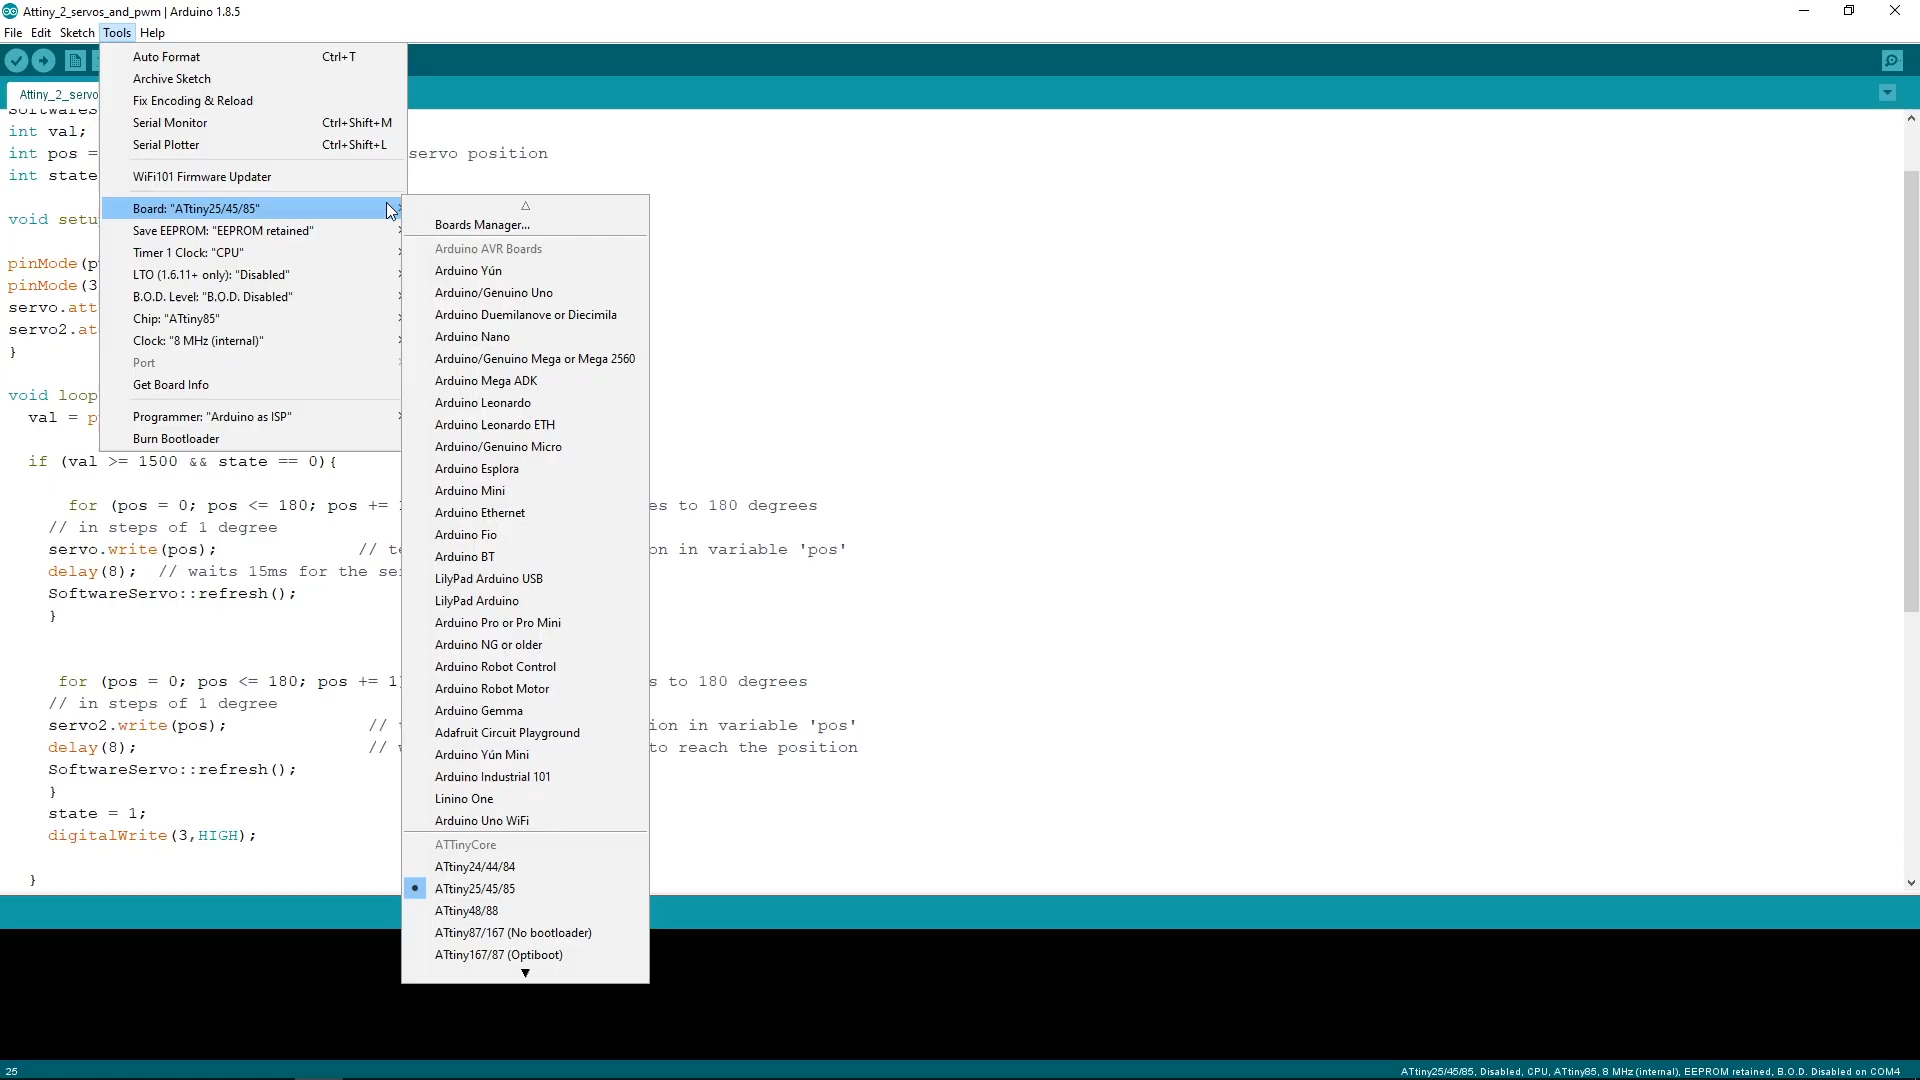 Attiny_2_servos_and_pwm | Arduino 1.8.5
File Edit Sketch Tools Help
Auto Format Ctrl+T
Archive Sketch
Fix Encoding & Reload
Serial Monitor Ctrl+Shift+M
Serial Plotter Ctrl+Shift+L
WiFi101 Firmware Updater
Board: "ATtiny25/45/85"
Save EEPROM: "EEPROM retained"
Timer 1 Clock: "CPU"
LTO (1.6.11+ only): "Disabled"
B.O.D. Level: "B.O.D. Disabled"
Chip: "ATtiny85"
Clock: "8 MHz (internal)"
Port
Get Board Info
Programmer: "Arduino as ISP"
Burn Bootloader
Boards Manager...
Arduino AVR Boards
Arduino Yún
Arduino/Genuino Uno
Arduino Duemilanove or Diecimila
Arduino Nano
Arduino/Genuino Mega or Mega 2560
Arduino Mega ADK
Arduino Leonardo
Arduino Leonardo ETH
Arduino/Genuino Micro
Arduino Esplora
Arduino Mini
Arduino Ethernet
Arduino Fio
Arduino BT
LilyPad Arduino USB
LilyPad Arduino
Arduino Pro or Pro Mini
Arduino NG or older
Arduino Robot Control
Arduino Robot Motor
Arduino Gemma
Adafruit Circuit Playground
Arduino Yún Mini
Arduino Industrial 101
Linino One
Arduino Uno WiFi
ATTinyCore
ATtiny24/44/84
ATtiny25/45/85
ATtiny48/88
ATtiny87/167 (No bootloader)
ATtiny167/87 (Optiboot)
Attiny_2_servo
int val;
int pos = servo position
int state
void setu
pinMode(p
pinMode(3
servo.att
servo2.at
}
void loop
val = p
if (val >= 1500 && state == 0){
for (pos = 0; pos <= 180; pos += es to 180 degrees
// in steps of 1 degree
servo.write(pos); // te on in variable 'pos'
delay(8); // waits 15ms for the se
SoftwareServo::refresh();
}
for (pos = 0; pos <= 180; pos += 1 s to 180 degrees
// in steps of 1 degree
servo2.write(pos); // ion in variable 'pos'
delay(8); // to reach the position
SoftwareServo::refresh();
}
state = 1;
digitalWrite(3,HIGH);
}
25 ATtiny25/45/85, Disabled, CPU, ATtiny85, 8 MHz (internal), EEPROM retained, B.O.D. Disabled on COM4